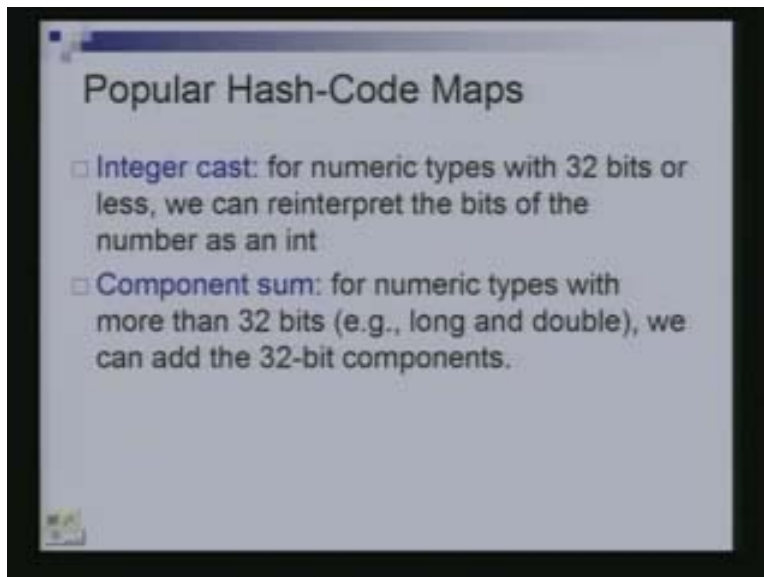 Popular Hash-Code Maps
Integer cast: for numeric types with 32 bits or
less, we can reinterpret the bits of the
number as an int
Component sum: for numeric types with
more than 32 bits (e.g., long and double), we
can add the 32-bit components.